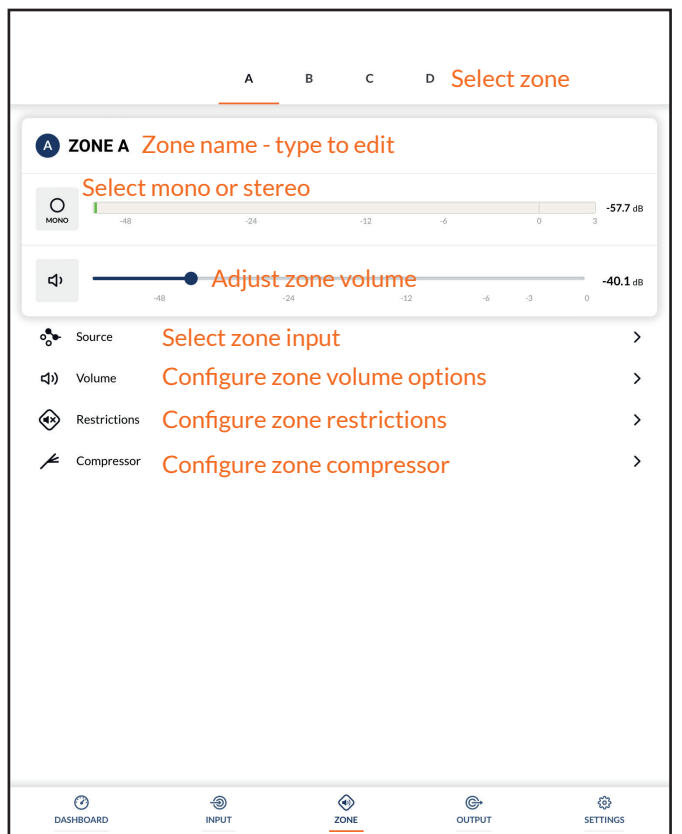 A B C D Select zone
A ZONE A Zone name - type to edit
Select mono or stereo
MONO -57.7 dB
-48 -24 -12 -6 0 3
Adjust zone volume -40.1 dB
-48 -24 -12 -6 -3 0
Source Select zone input
Volume Configure zone volume options
Restrictions Configure zone restrictions
Compressor Configure zone compressor
DASHBOARD INPUT ZONE OUTPUT SETTINGS